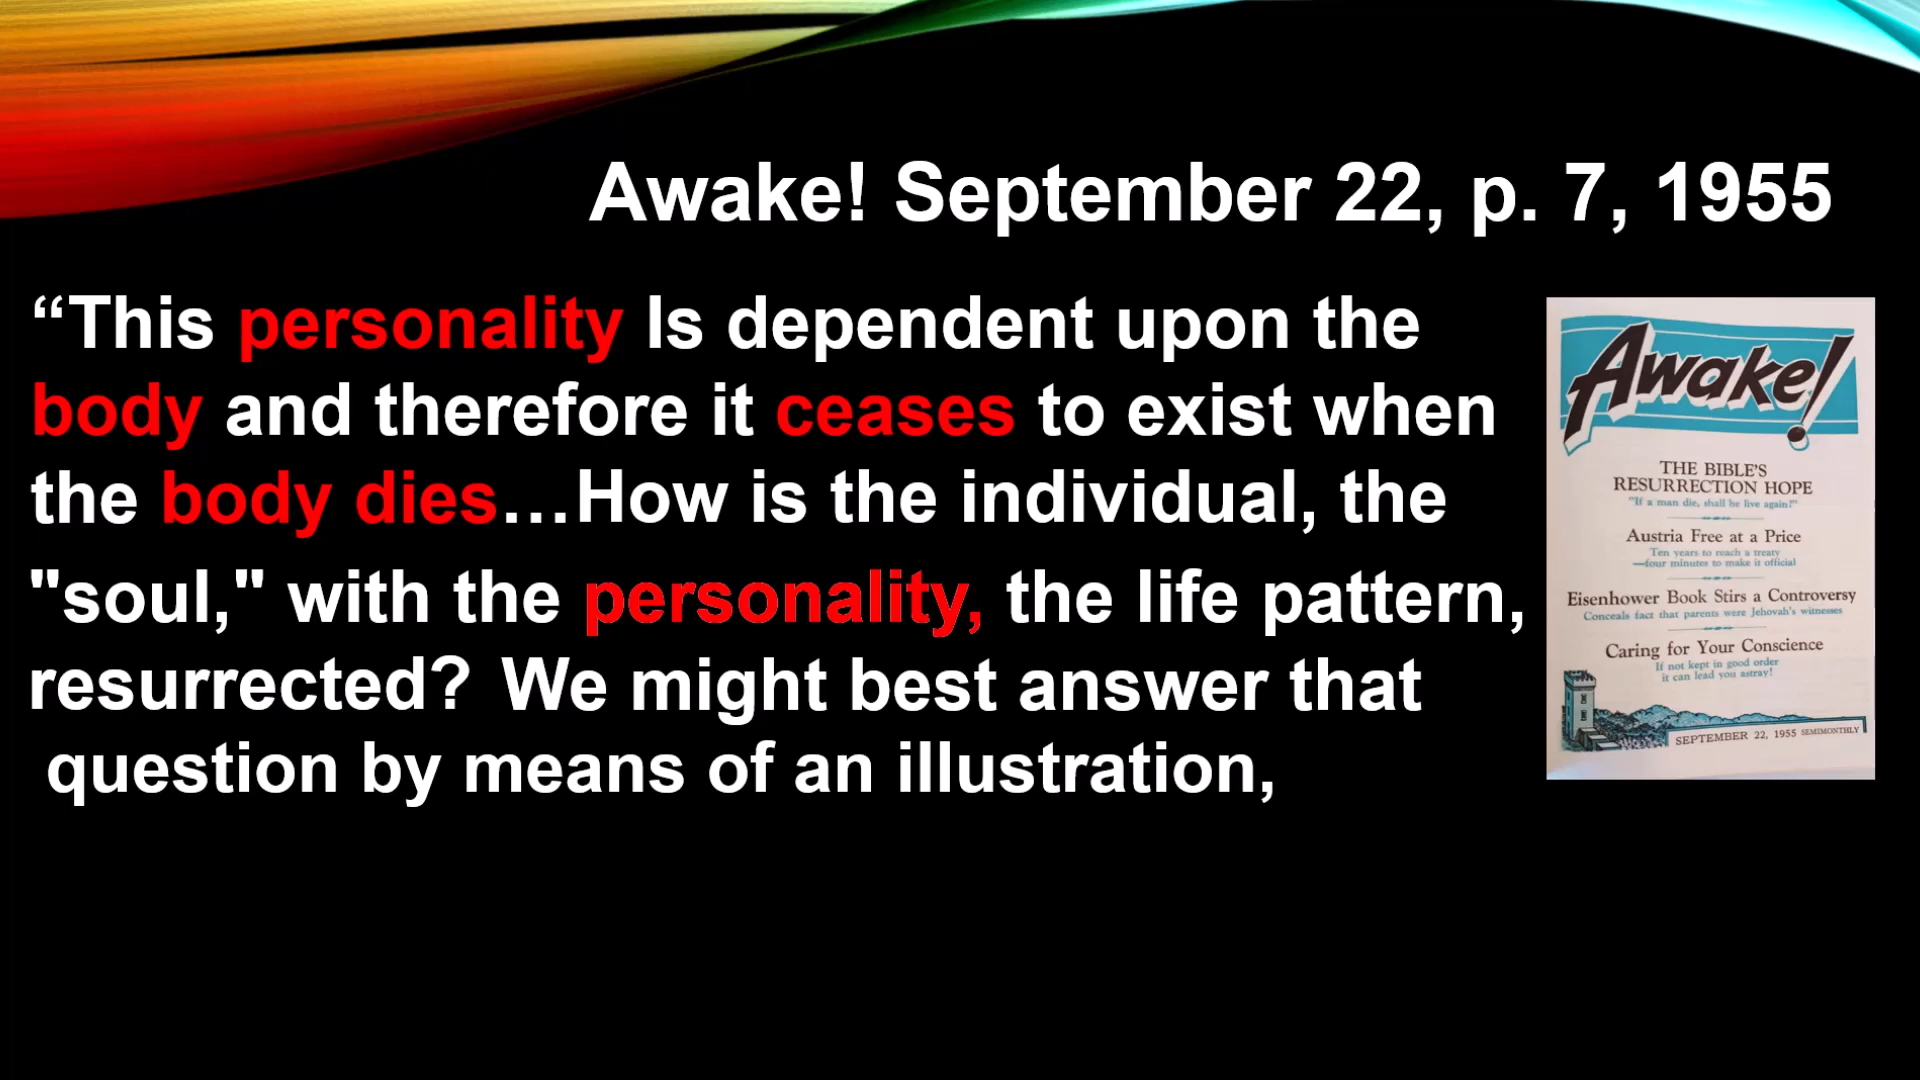 Awake! September 22, p. 7, 1955
“This personality Is dependent upon the
body and therefore it ceases to exist when
the body dies…How is the individual, the
"soul," with the personality, the life pattern,
resurrected? We might best answer that
question by means of an illustration,
Awake!
THE BIBLE'S
RESURRECTION HOPE
"If a man die, shall he live again?"
Austria Free at a Price
Ten years to reach a treaty
—four minutes to make it official
Eisenhower Book Stirs a Controversy
Conceals fact that parents were Jehovah's witnesses
Caring for Your Conscience
If not kept in good order
it can lead you astray!
SEPTEMBER 22, 1955 SEMIMONTHLY